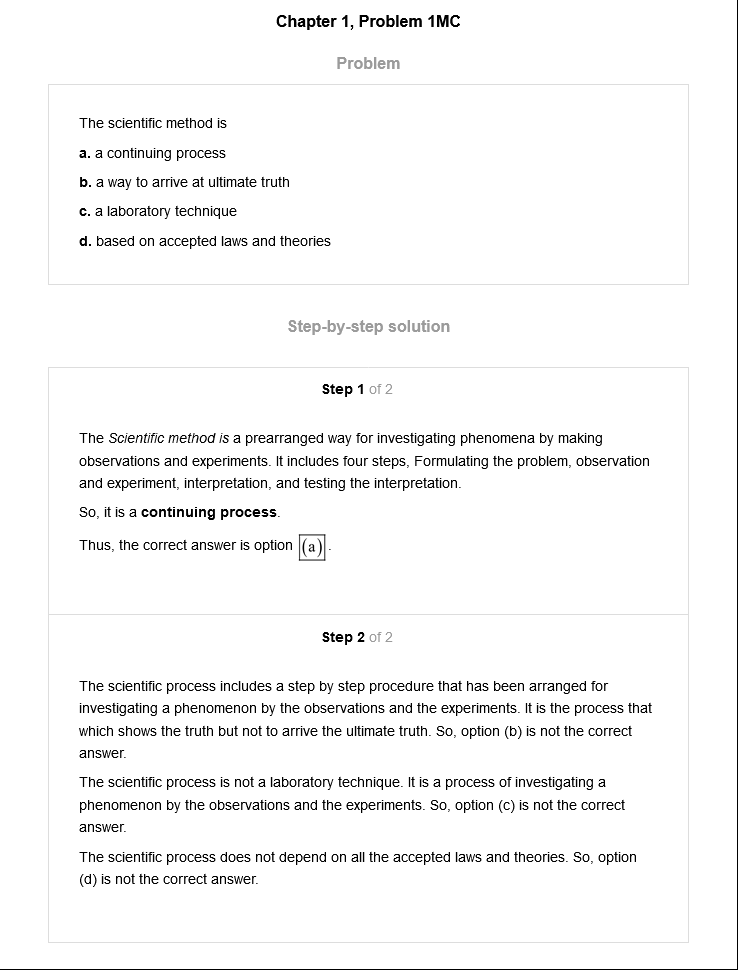 Chapter 1, Problem 1MC
Problem
The scientific method is
a. a continuing process
b. a way to arrive at ultimate truth
c. a laboratory technique
d. based on accepted laws and theories
Step-by-step solution
Step 1 of 2
The Scientific method is a prearranged way for investigating phenomena by making
observations and experiments. It includes four steps, Formulating the problem, observation
and experiment, interpretation, and testing the interpretation.
So, it is a continuing process.
Thus, the correct answer is option (a).
Step 2 of 2
The scientific process includes a step by step procedure that has been arranged for
investigating a phenomenon by the observations and the experiments. It is the process that
which shows the truth but not to arrive the ultimate truth. So, option (b) is not the correct
answer.
The scientific process is not a laboratory technique. It is a process of investigating a
phenomenon by the observations and the experiments. So, option (c) is not the correct
answer.
The scientific process does not depend on all the accepted laws and theories. So, option
(d) is not the correct answer.